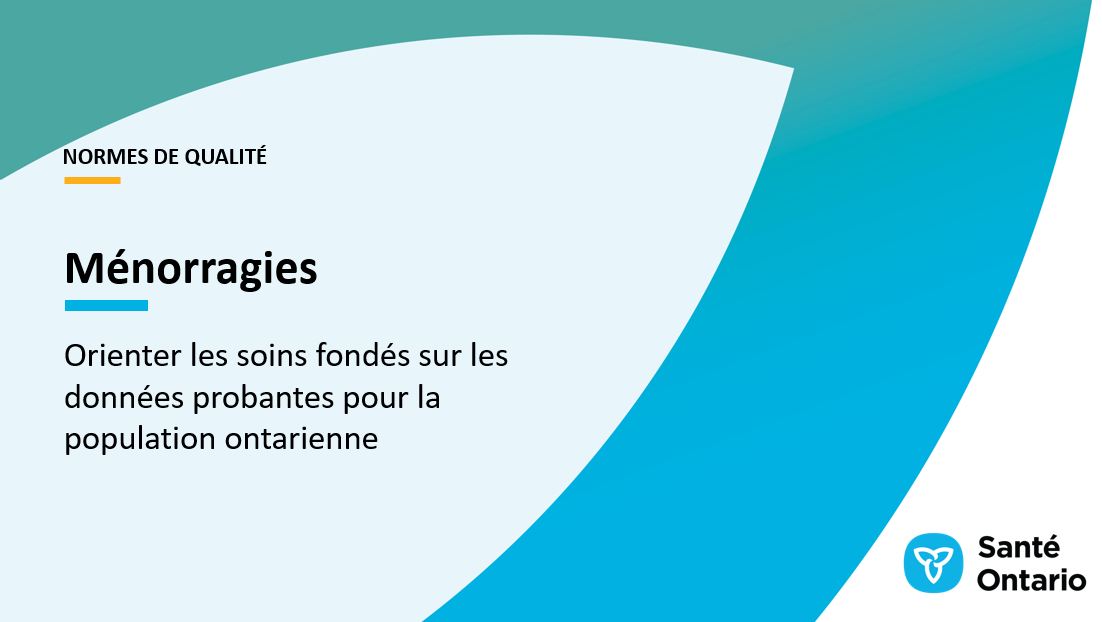 NORMES DE QUALITÉ
Ménorragies
Orienter les soins fondés sur les
données probantes pour la
population ontarienne
Santé
Ontario